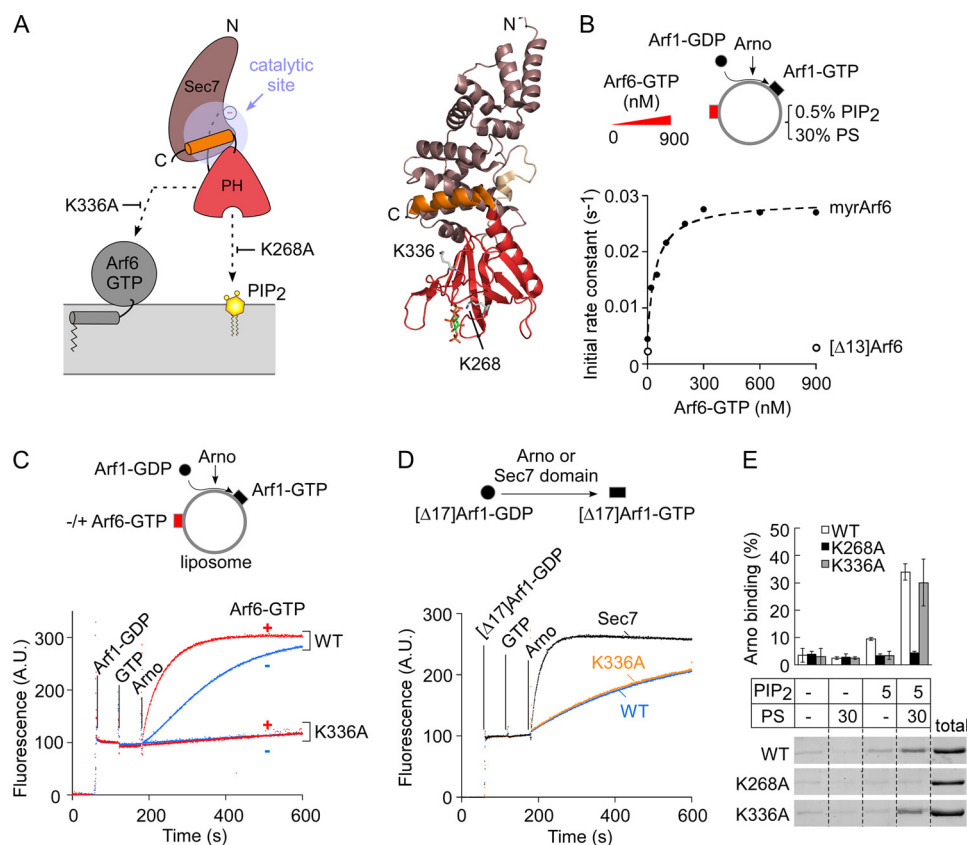 A
N
Sec7
catalytic
site
−
C
PH
K336A
K268A
Arf6
GTP
PIP2
N
C
K336
K268
B
Arf1-GDP
Arno
Arf1-GTP
Arf6-GTP
(nM)
0
900
0.5% PIP2
30% PS
Initial rate constant (s-1)
0.03
0.02
0.01
0
myrArf6
[Δ13]Arf6
0 300 600 900
Arf6-GTP (nM)
C
Arno
Arf1-GDP
Arf1-GTP
-/+ Arf6-GTP
liposome
Fluorescence (A.U.)
300
200
100
0
Arf1-GDP
GTP
Arno
Arf6-GTP
+
WT
-
+
K336A
-
0 200 400 600
Time (s)
D
Arno or
Sec7 domain
[Δ17]Arf1-GDP
[Δ17]Arf1-GTP
Fluorescence (A.U.)
300
200
100
0
[Δ17]Arf1-GDP
GTP
Arno
Sec7
K336A
WT
0 200 400 600
Time (s)
E
WT
K268A
K336A
Arno binding (%)
50
40
30
20
10
0
PIP2 - - 5 5
PS - 30 - 30 total
WT
K268A
K336A